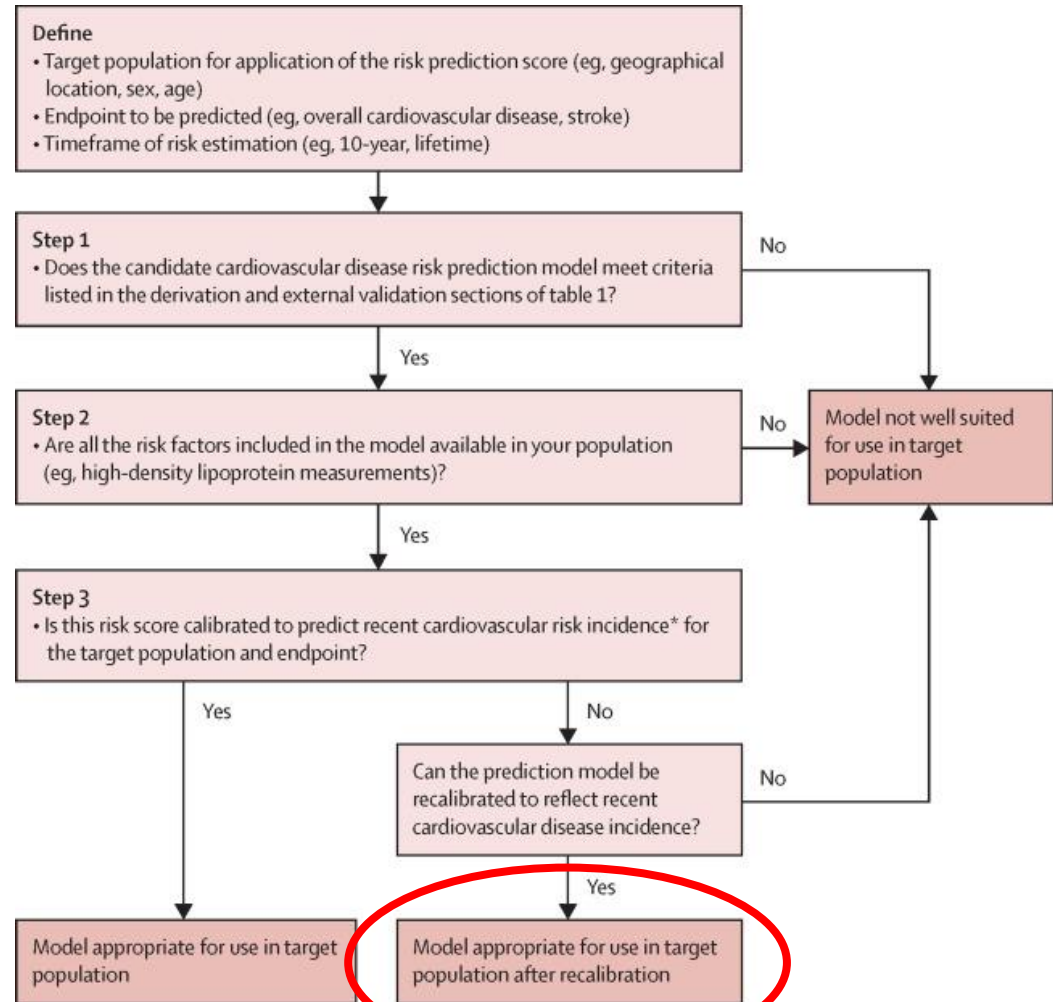 Define
• Target population for application of the risk prediction score (eg, geographical
location, sex, age)
• Endpoint to be predicted (eg, overall cardiovascular disease, stroke)
• Timeframe of risk estimation (eg, 10-year, lifetime)
Step 1
• Does the candidate cardiovascular disease risk prediction model meet criteria
listed in the derivation and external validation sections of table 1?
No
Yes
Step 2
• Are all the risk factors included in the model available in your population
(eg, high-density lipoprotein measurements)?
No
Model not well suited
for use in target
population
Yes
Step 3
• Is this risk score calibrated to predict recent cardiovascular risk incidence* for
the target population and endpoint?
Yes
No
Can the prediction model be
recalibrated to reflect recent
cardiovascular disease incidence?
No
Yes
Model appropriate for use in target
population
Model appropriate for use in target
population after recalibration